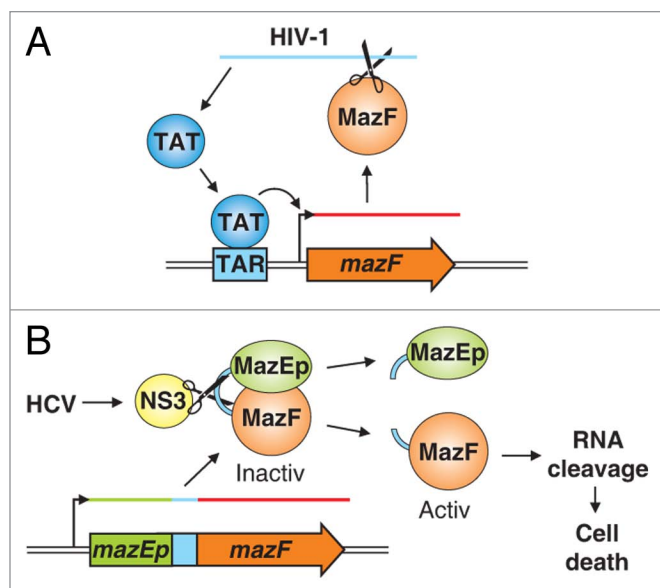 A
HIV-1
MazF
TAT
TAT
TAR
mazF
B
MazEp
MazEp
HCV
NS3
MazF
MazF
RNA
cleavage
Inactiv
Activ
Cell
death
mazEp
mazF